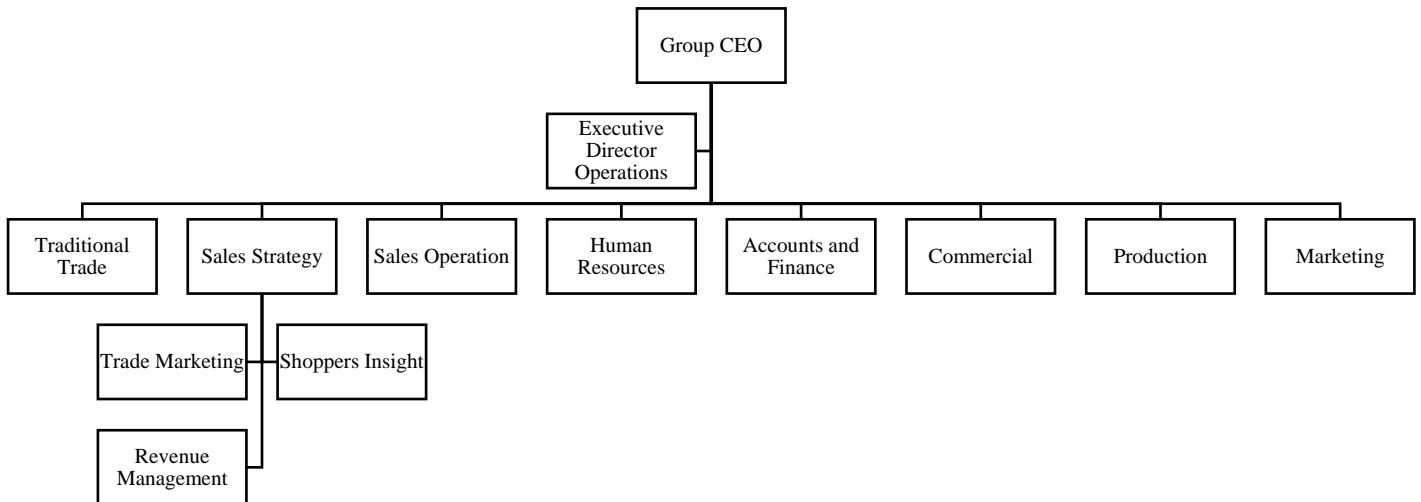 Group CEO
Executive
Director
Operations
Traditional
Trade
Sales Strategy
Sales Operation
Human
Resources
Accounts and
Finance
Commercial
Production
Marketing
Trade Marketing
Shoppers Insight
Revenue
Management